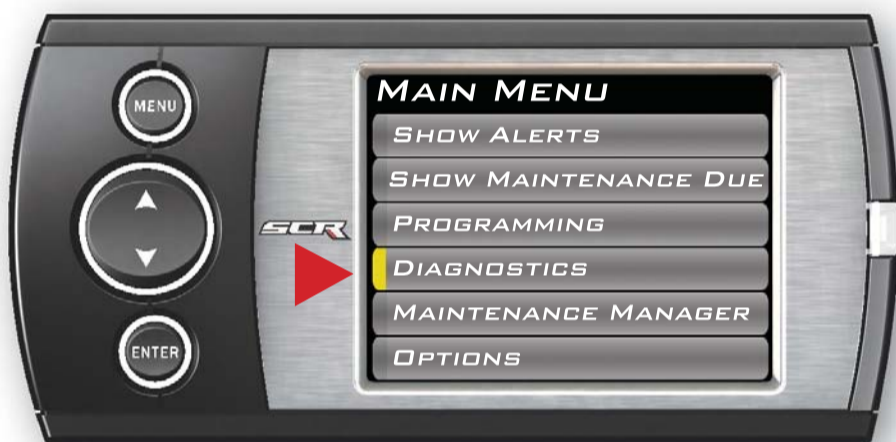 MENU
ENTER
SCR
MAIN MENU
SHOW ALERTS
SHOW MAINTENANCE DUE
PROGRAMMING
DIAGNOSTICS
MAINTENANCE MANAGER
OPTIONS